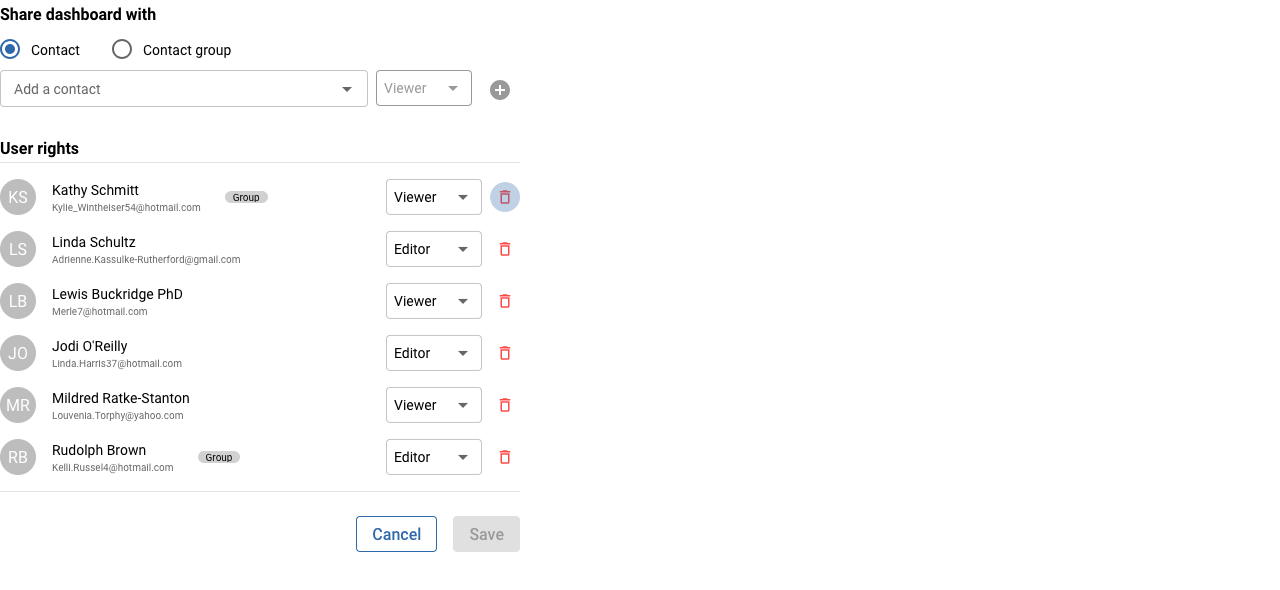 Share dashboard with
Contact Contact group
Add a contact Viewer
User rights
KS Kathy Schmitt Kylie_Wintheiser54@hotmail.com Group Viewer
LS Linda Schultz Adrienne.Kassulke-Rutherford@gmail.com Editor
LB Lewis Buckridge PhD Merle7@hotmail.com Viewer
JO Jodi O'Reilly Linda.Harris37@hotmail.com Editor
MR Mildred Ratke-Stanton Louvenia.Torphy@yahoo.com Viewer
RB Rudolph Brown Kelli.Russel4@hotmail.com Group Editor
Cancel Save